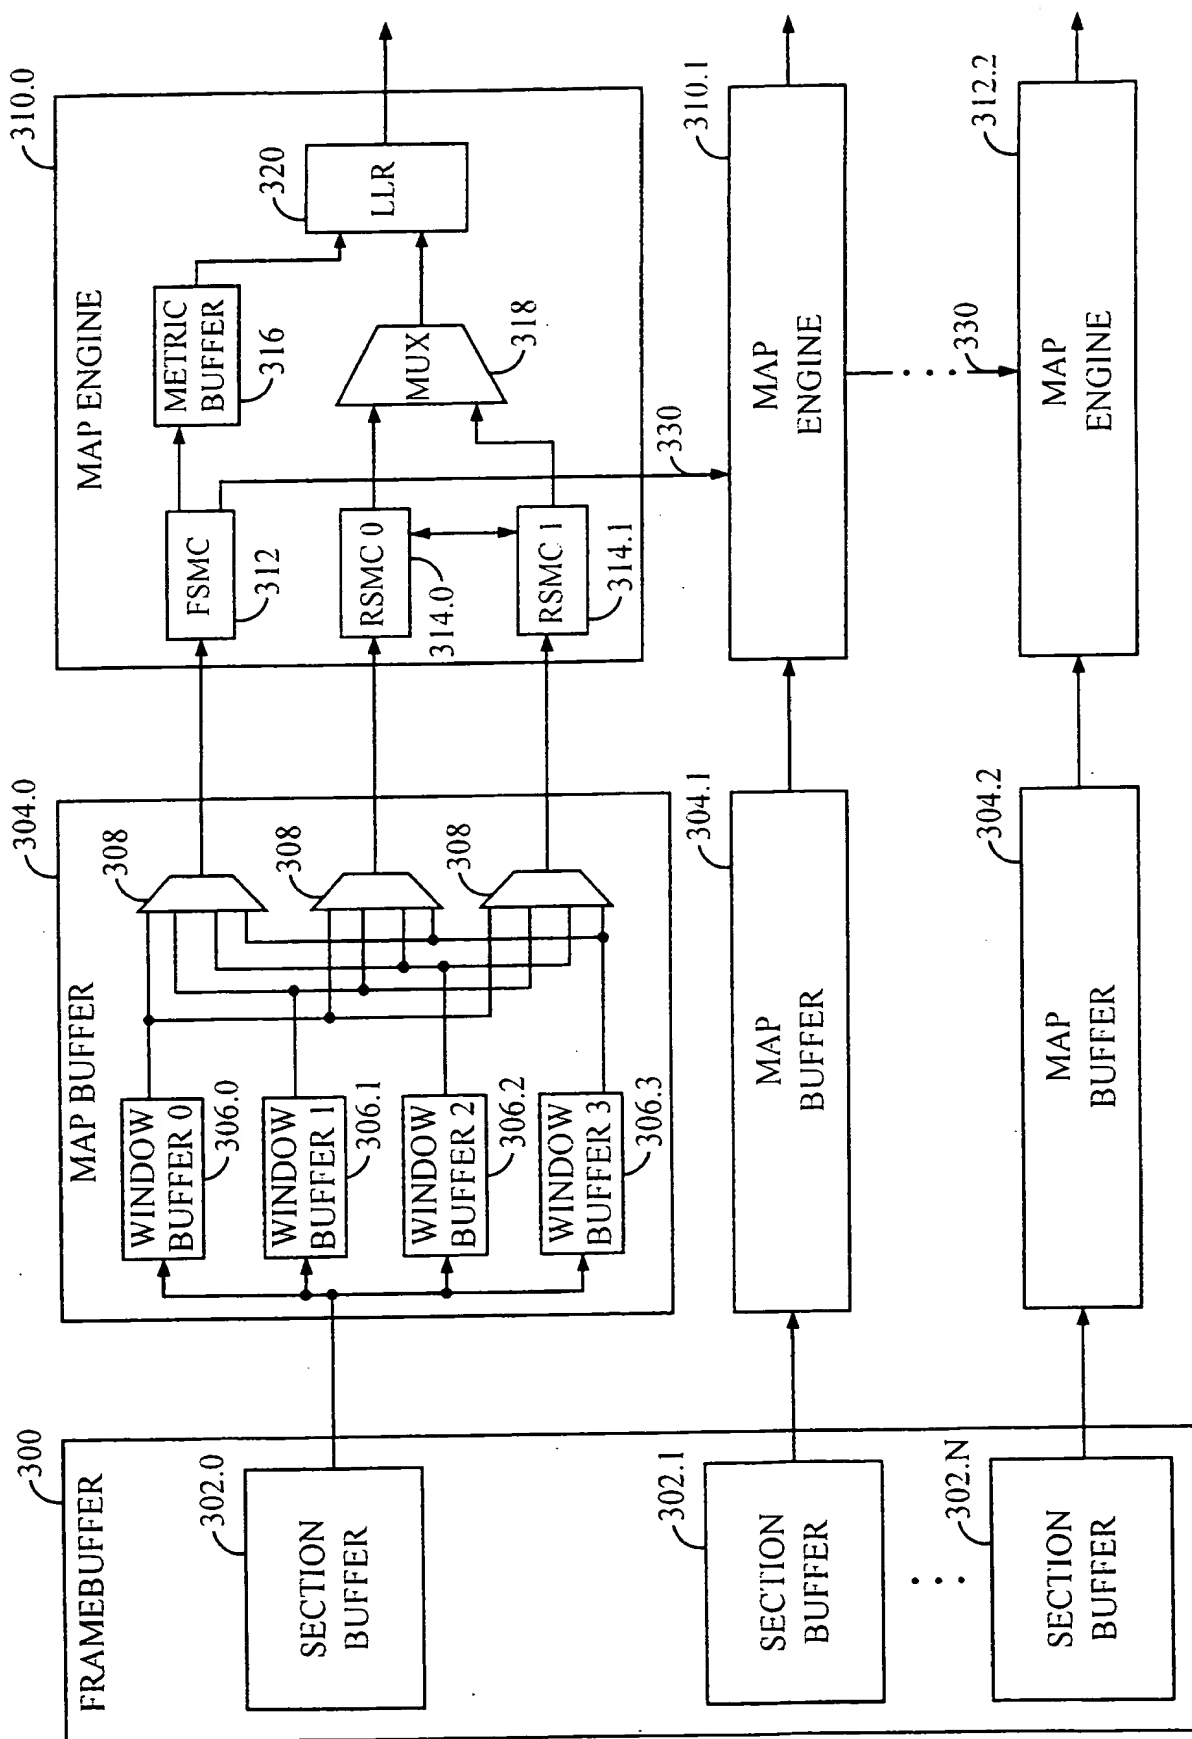 FRAMEBUFFER
300
302.0
SECTION
BUFFER
302.1
SECTION
BUFFER
302.N
SECTION
BUFFER
MAP BUFFER
304.0
WINDOW
BUFFER 0
306.0
WINDOW
BUFFER 1
306.1
WINDOW
BUFFER 2
306.2
WINDOW
BUFFER 3
306.3
308
308
308
304.1
MAP
BUFFER
304.2
MAP
BUFFER
MAP ENGINE
310.0
FSMC
312
METRIC
BUFFER
316
RSMC 0
314.0
RSMC 1
314.1
MUX
318
LLR
320
330
310.1
MAP
ENGINE
330
312.2
MAP
ENGINE